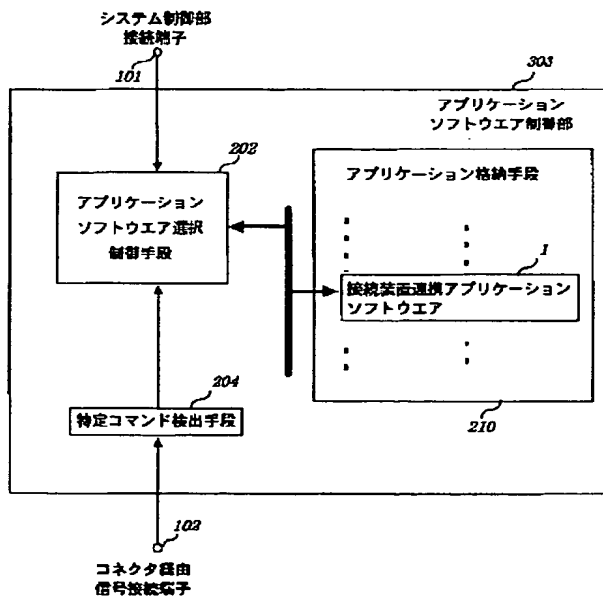 システム制御部
接続端子
101
303
アプリケーション
ソフトウエア制御部
202
アプリケーション
ソフトウエア選択
制御手段
アプリケーション格納手段
1
接続装置連携アプリケーション
ソフトウエア
204
特定コマンド検出手段
210
102
コネクタ経由
信号接続端子